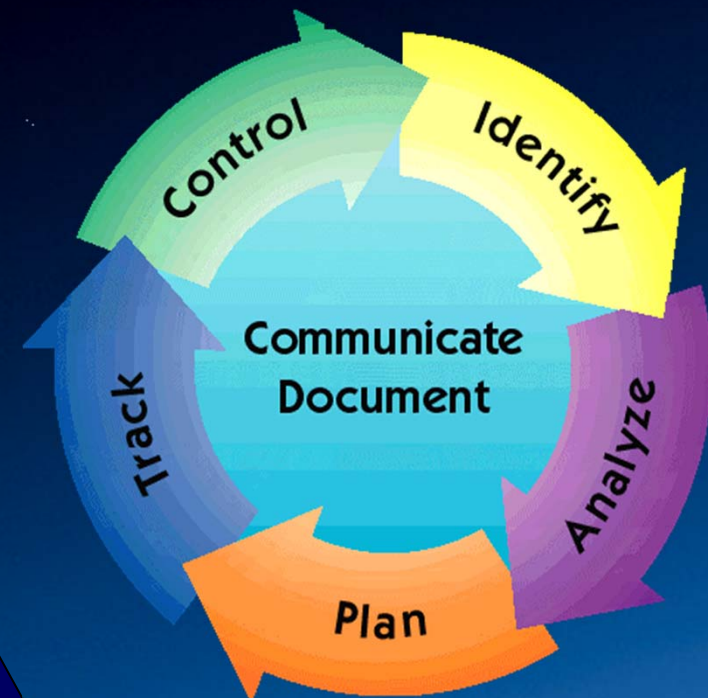 Identify
Analyze
Plan
Track
Control
Communicate
Document